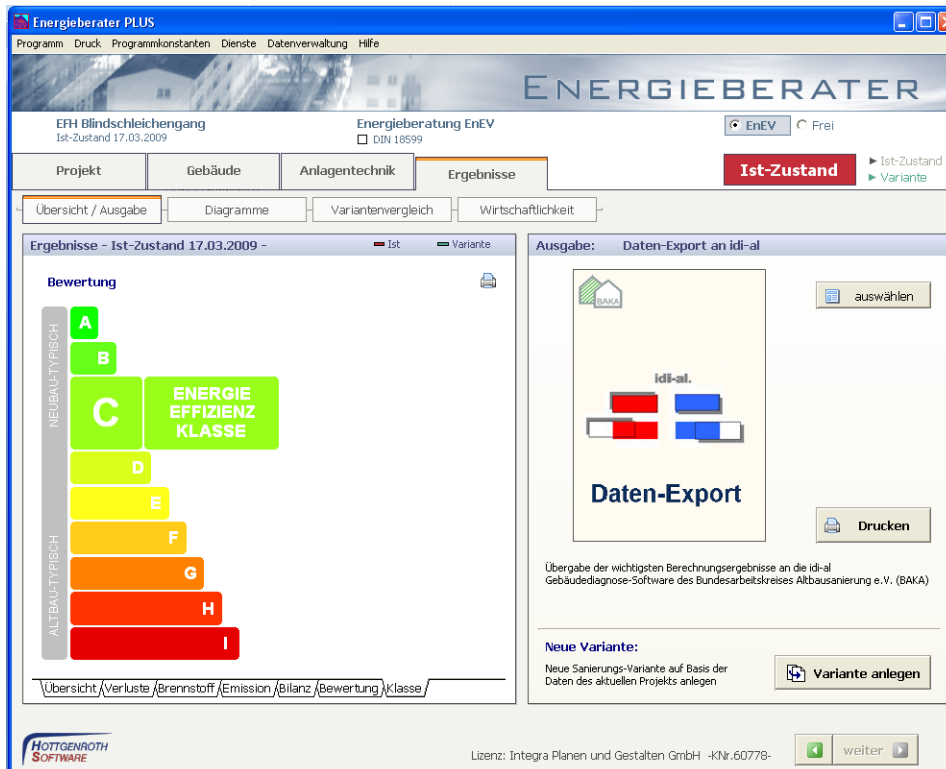 Energieberater PLUS
Programm Druck Programmkonstanten Dienste Datenverwaltung Hilfe
ENERGIEBERATER
EFH Blindschleichengang
Ist-Zustand 17.03.2009
Energieberatung EnEV
DIN 18599
EnEV Frei
Projekt Gebäude Anlagentechnik Ergebnisse
Ist-Zustand
Ist-Zustand
Variante
Übersicht / Ausgabe Diagramme Variantenvergleich Wirtschaftlichkeit
Ergebnisse - Ist-Zustand 17.03.2009 - Ist Variante
Bewertung
NEUBAU-TYPISCH
ALTBAU-TYPISCH
A
B
C
ENERGIE
EFFIZIENZ
KLASSE
D
E
F
G
H
I
Übersicht Verluste Brennstoff Emission Bilanz Bewertung Klasse
Ausgabe: Daten-Export an idi-al
BAKA
idi-al.
Daten-Export
auswählen
Drucken
Übergabe der wichtigsten Berechnungsergebnisse an die idi-al
Gebäudediagnose-Software des Bundesarbeitskreises Altbausanierung e.V. (BAKA)
Neue Variante:
Neue Sanierungs-Variante auf Basis der
Daten des aktuellen Projekts anlegen
Variante anlegen
HOTTGENROTH
SOFTWARE
Lizenz: Integra Planen und Gestalten GmbH -KNr.60778-
weiter